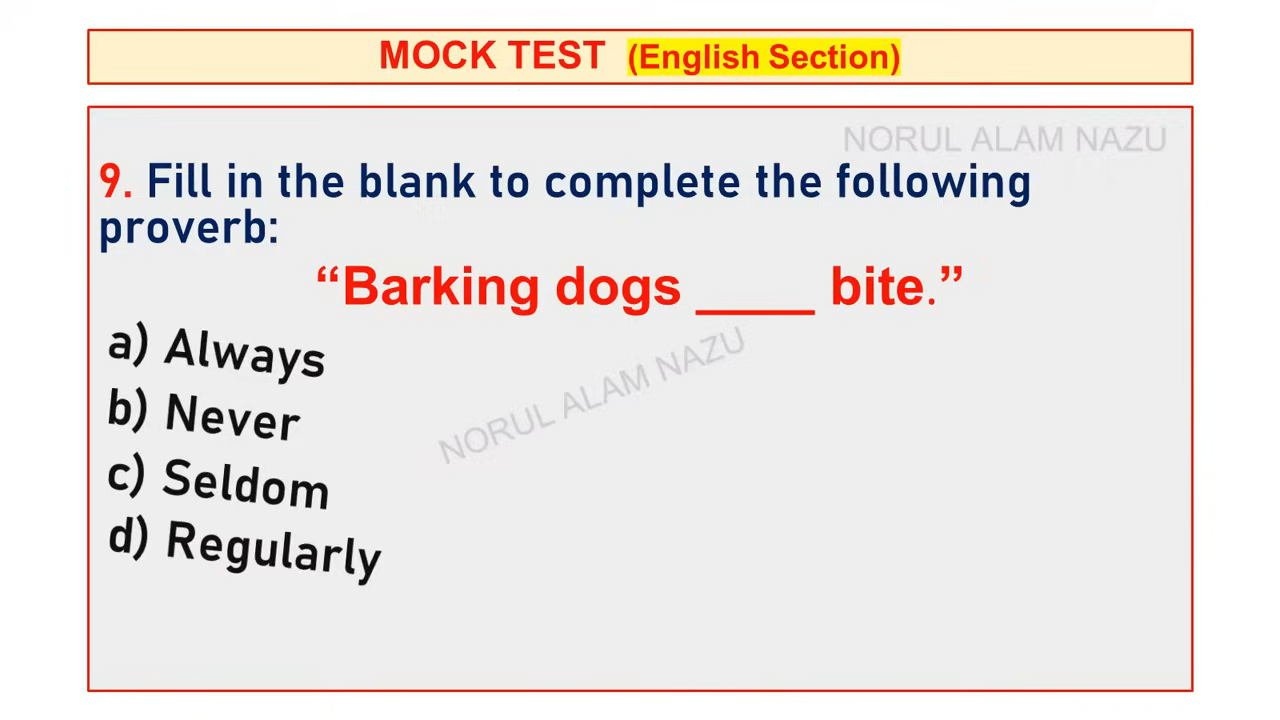 MOCK TEST (English Section)
NORUL ALAM NAZU
9. Fill in the blank to complete the following
proverb:
“Barking dogs ____ bite.”
a) Always
b) Never
c) Seldom
d) Regularly
NORUL ALAM NAZU